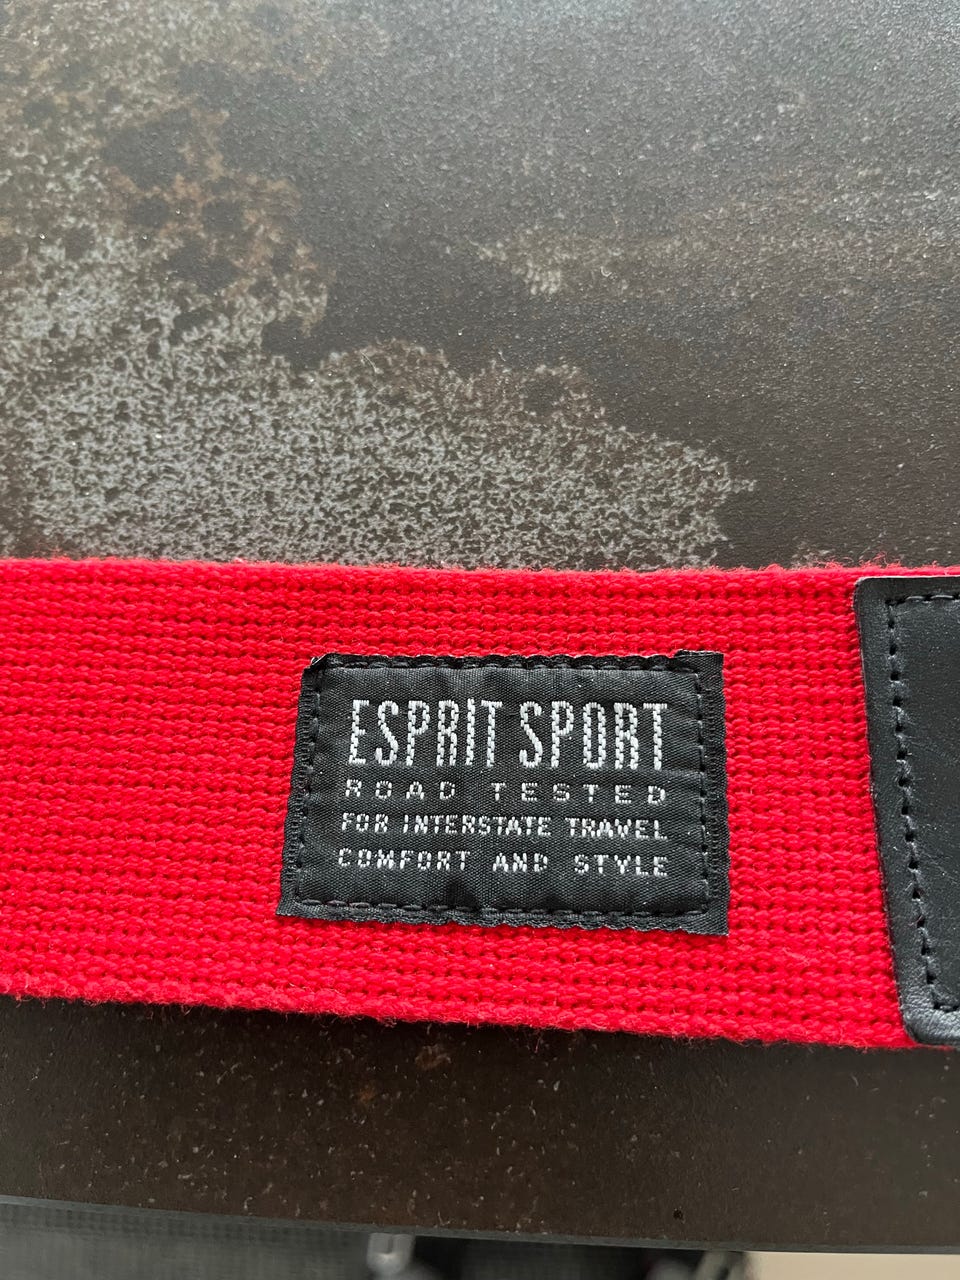 ESPRIT SPORT
ROAD TESTED
FOR INTERSTATE TRAVEL
COMFORT AND STYLE